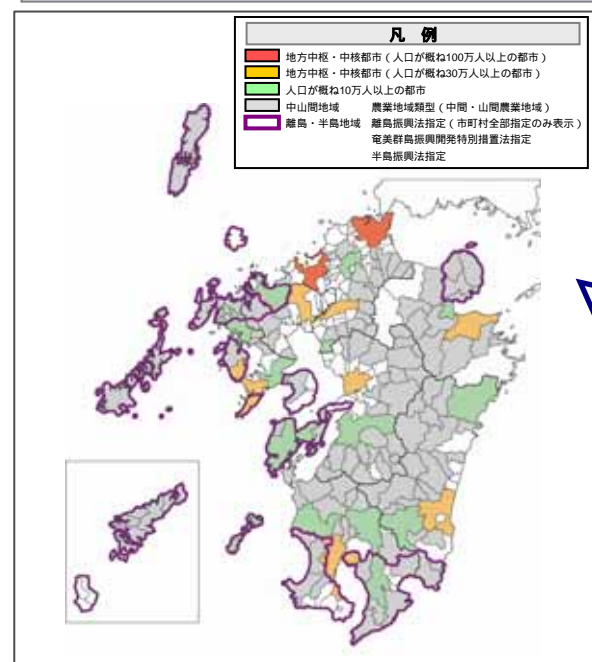 凡 例
地方中枢・中核都市（人口が概ね100万人以上の都市）
地方中枢・中核都市（人口が概ね30万人以上の都市）
人口が概ね10万人以上の都市
中山間地域 農業地域類型（中間・山間農業地域）
離島・半島地域 離島振興法指定（市町村全部指定のみ表示）
奄美群島振興開発特別措置法指定
半島振興法指定